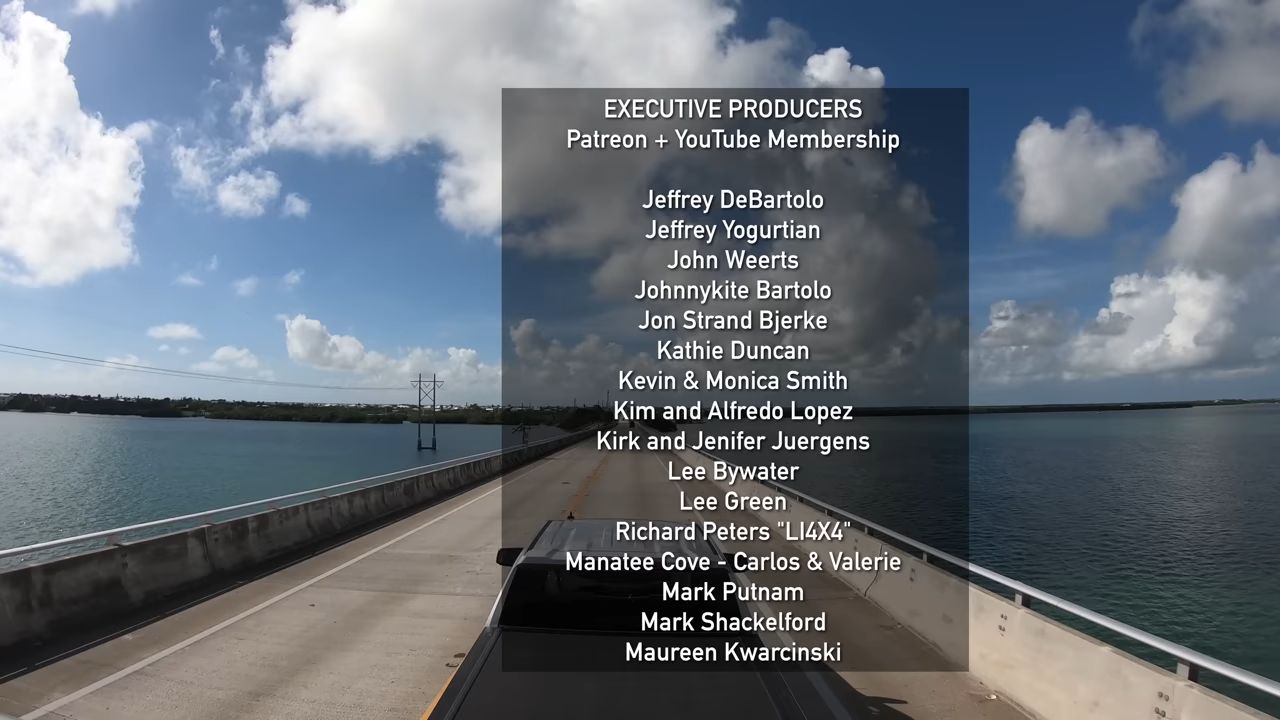 EXECUTIVE PRODUCERS
Patreon + YouTube Membership
Jeffrey DeBartolo
Jeffrey Yogurtian
John Weerts
Johnnykite Bartolo
Jon Strand Bjerke
Kathie Duncan
Kevin & Monica Smith
Kim and Alfredo Lopez
Kirk and Jenifer Juergens
Lee Bywater
Lee Green
Richard Peters "LI4X4"
Manatee Cove - Carlos & Valerie
Mark Putnam
Mark Shackelford
Maureen Kwarcinski